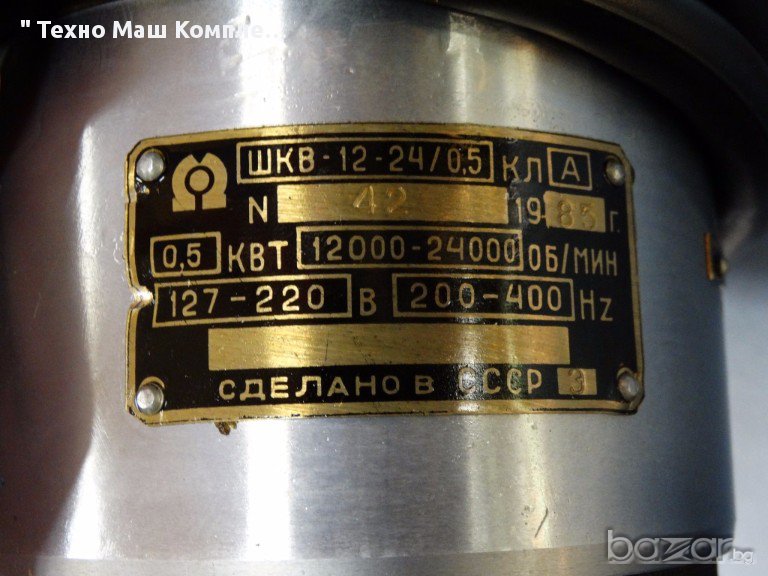 " Техно Маш Компле...
ШКВ-12-24/0,5 КЛ А
N 42 1985 г.
0,5 КВТ 12000-24000 ОБ/МИН
127-220 В 200-400 Hz
СДЕЛАНО В СССР 3
bazar.bg